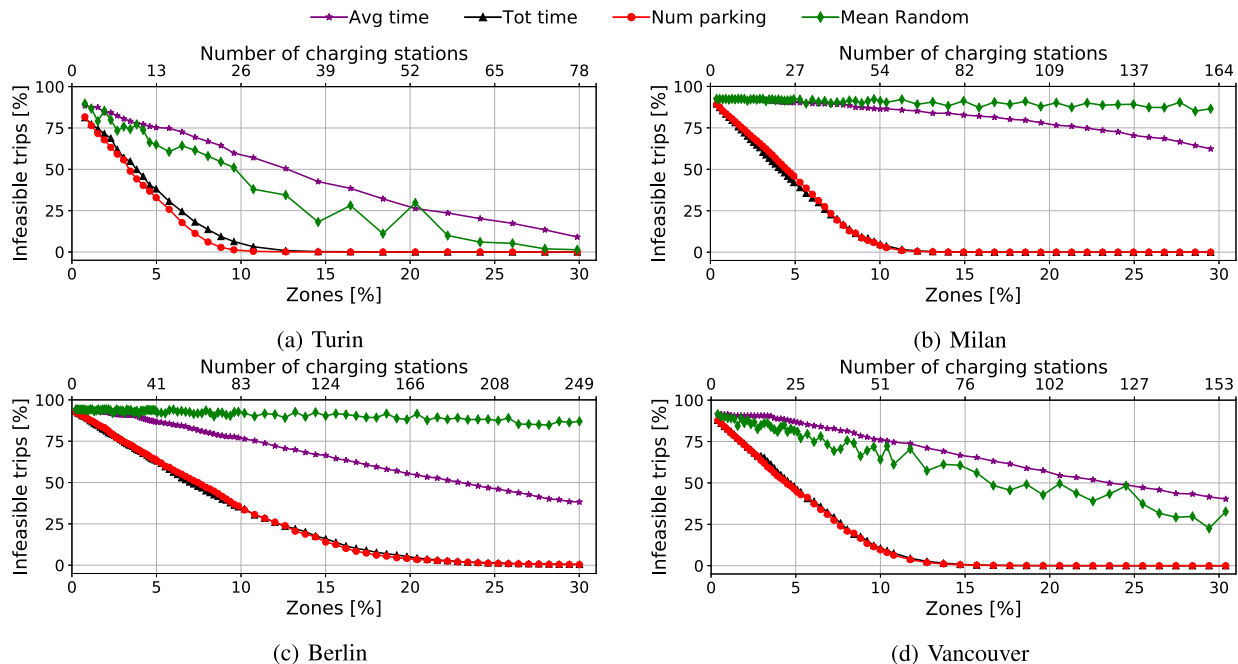 Avg time Tot time Num parking Mean Random
Number of charging stations
0 13 26 39 52 65 78
100
75
50
25
0
Infeasible trips [%]
0 5 10 15 20 25 30
Zones [%]
(a) Turin
Number of charging stations
0 27 54 82 109 137 164
100
75
50
25
0
Infeasible trips [%]
0 5 10 15 20 25 30
Zones [%]
(b) Milan
Number of charging stations
0 41 83 124 166 208 249
100
75
50
25
0
Infeasible trips [%]
0 5 10 15 20 25 30
Zones [%]
(c) Berlin
Number of charging stations
0 25 51 76 102 127 153
100
75
50
25
0
Infeasible trips [%]
0 5 10 15 20 25 30
Zones [%]
(d) Vancouver